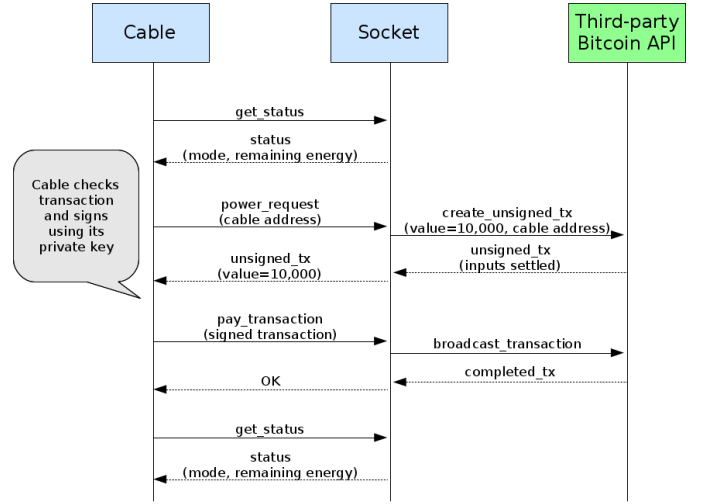 Cable
Socket
Third-party
Bitcoin API
get_status
status
(mode, remaining energy)
Cable checks
transaction
and signs
using its
private key
power_request
(cable address)
create_unsigned_tx
(value=10,000, cable address)
unsigned_tx
(inputs settled)
unsigned_tx
(value=10,000)
pay_transaction
(signed transaction)
broadcast_transaction
completed_tx
OK
get_status
status
(mode, remaining energy)